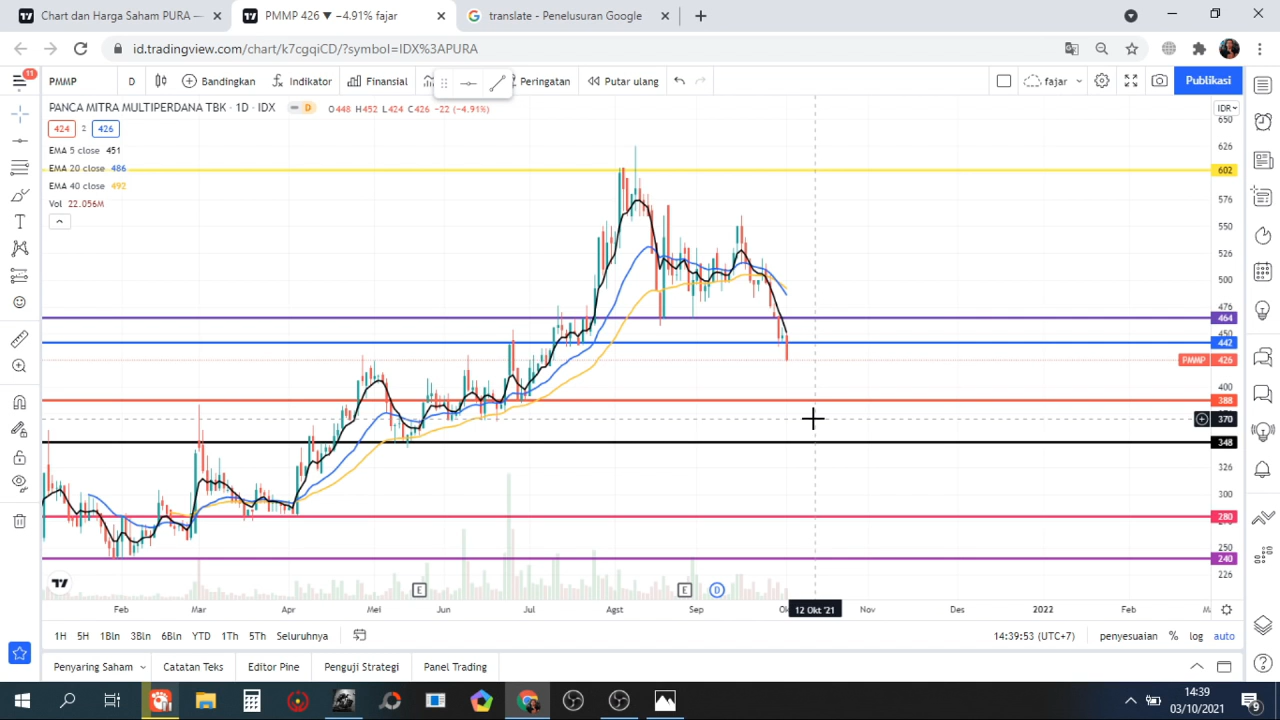 Chart dan Harga Saham PURA —
PMMP 426 ▼ −4.91% fajar
translate - Penelusuran Google
id.tradingview.com/chart/k7cgqiCD/?symbol=IDX%3APURA
11
PMMP
D
Bandingkan
Indikator
Finansial
Peringatan
Putar ulang
fajar
Publikasi
PANCA MITRA MULTIPERDANA TBK · 1D · IDX
D
O448 H452 L424 C426 −22 (−4.91%)
IDR
424
2
426
EMA 5 close 451
EMA 20 close 486
EMA 40 close 492
Vol 22.056M
650
626
602
576
550
526
500
476
464
450
442
PMMP 426
400
388
370
348
326
300
280
250
240
226
E
E
D
Feb
Mar
Apr
Mei
Jun
Jul
Agst
Sep
Ok
12 Okt '21
Nov
Des
2022
Feb
1H
5H
1Bln
3Bln
6Bln
YTD
1Th
5Th
Seluruhnya
14:39:53 (UTC+7)
penyesuaian
%
log
auto
Penyaring Saham
Catatan Teks
Editor Pine
Penguji Strategi
Panel Trading
14:39
03/10/2021
9